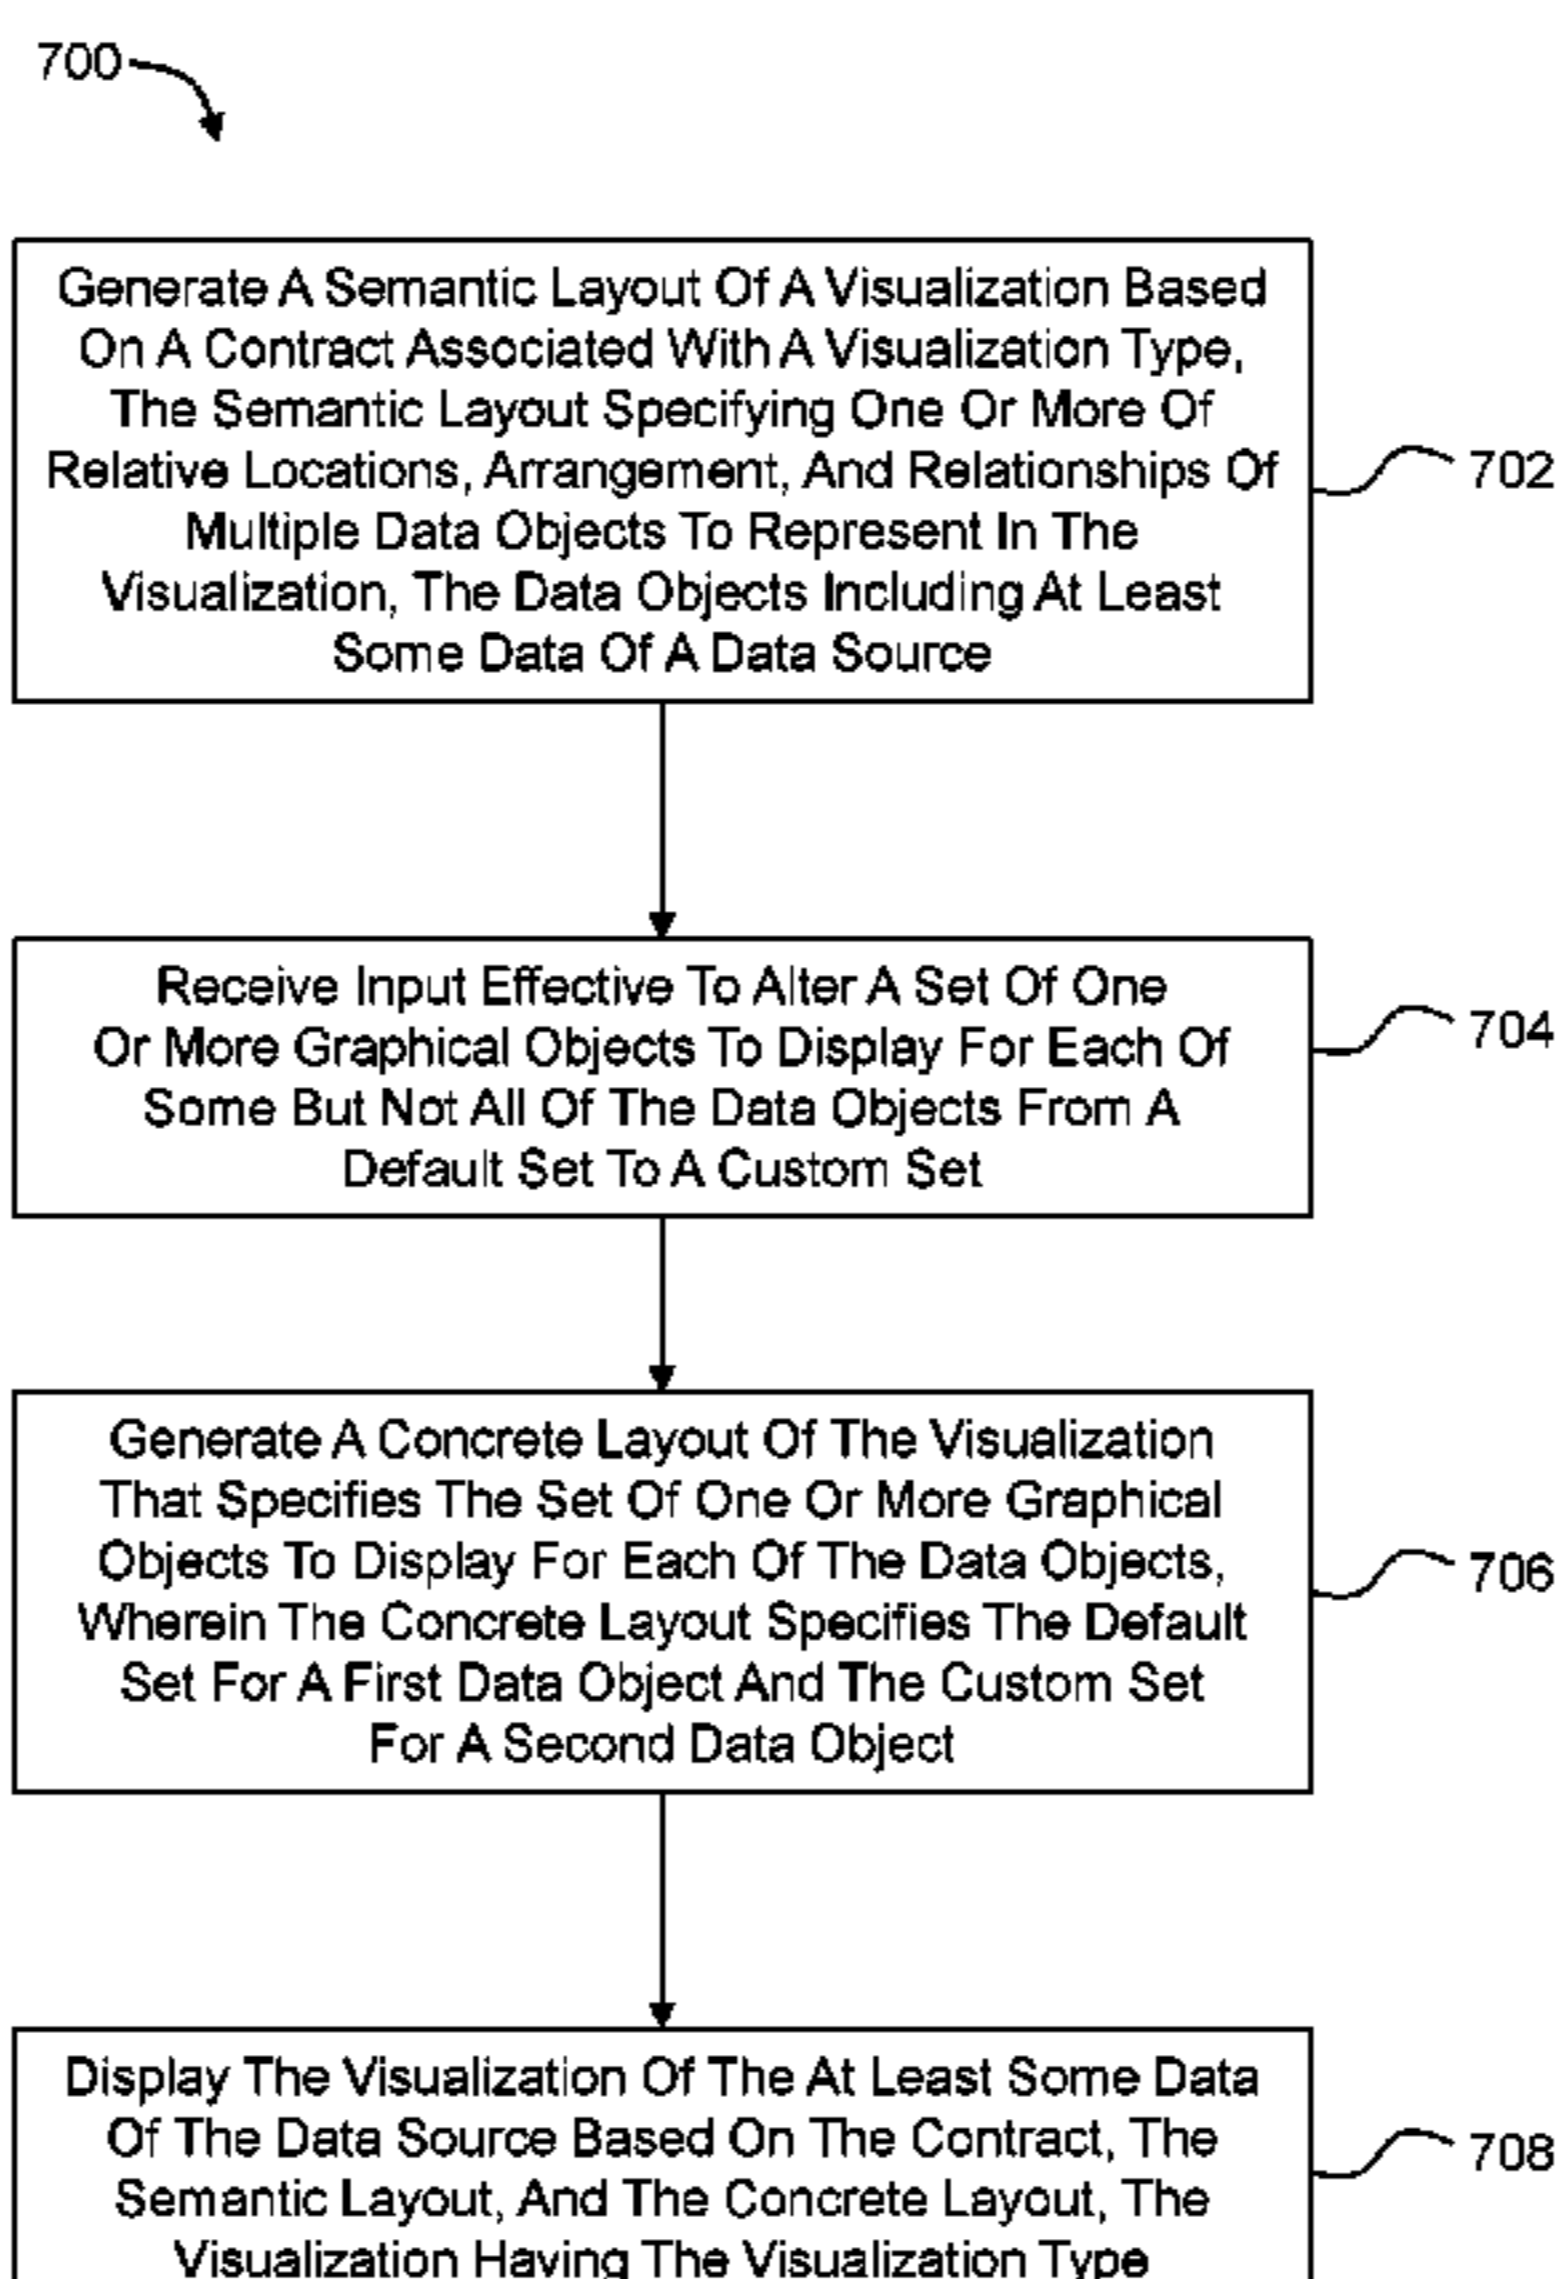 700
Generate A Semantic Layout Of A Visualization Based
On A Contract Associated With A Visualization Type,
The Semantic Layout Specifying One Or More Of
Relative Locations, Arrangement, And Relationships Of
Multiple Data Objects To Represent In The
Visualization, The Data Objects Including At Least
Some Data Of A Data Source
702
Receive Input Effective To Alter A Set Of One
Or More Graphical Objects To Display For Each Of
Some But Not All Of The Data Objects From A
Default Set To A Custom Set
704
Generate A Concrete Layout Of The Visualization
That Specifies The Set Of One Or More Graphical
Objects To Display For Each Of The Data Objects,
Wherein The Concrete Layout Specifies The Default
Set For A First Data Object And The Custom Set
For A Second Data Object
706
Display The Visualization Of The At Least Some Data
Of The Data Source Based On The Contract, The
Semantic Layout, And The Concrete Layout, The
Visualization Having The Visualization Type
708